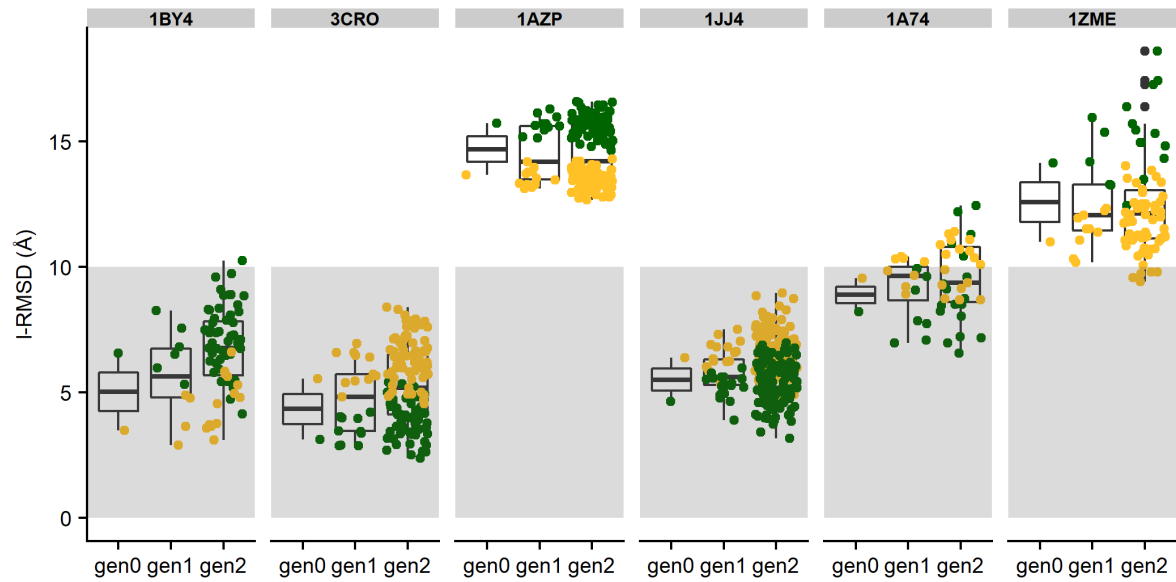 1BY4 3CRO 1AZP 1JJ4 1A74 1ZME
I-RMSD (Å)
15
10
5
0
gen0 gen1 gen2 gen0 gen1 gen2 gen0 gen1 gen2 gen0 gen1 gen2 gen0 gen1 gen2 gen0 gen1 gen2